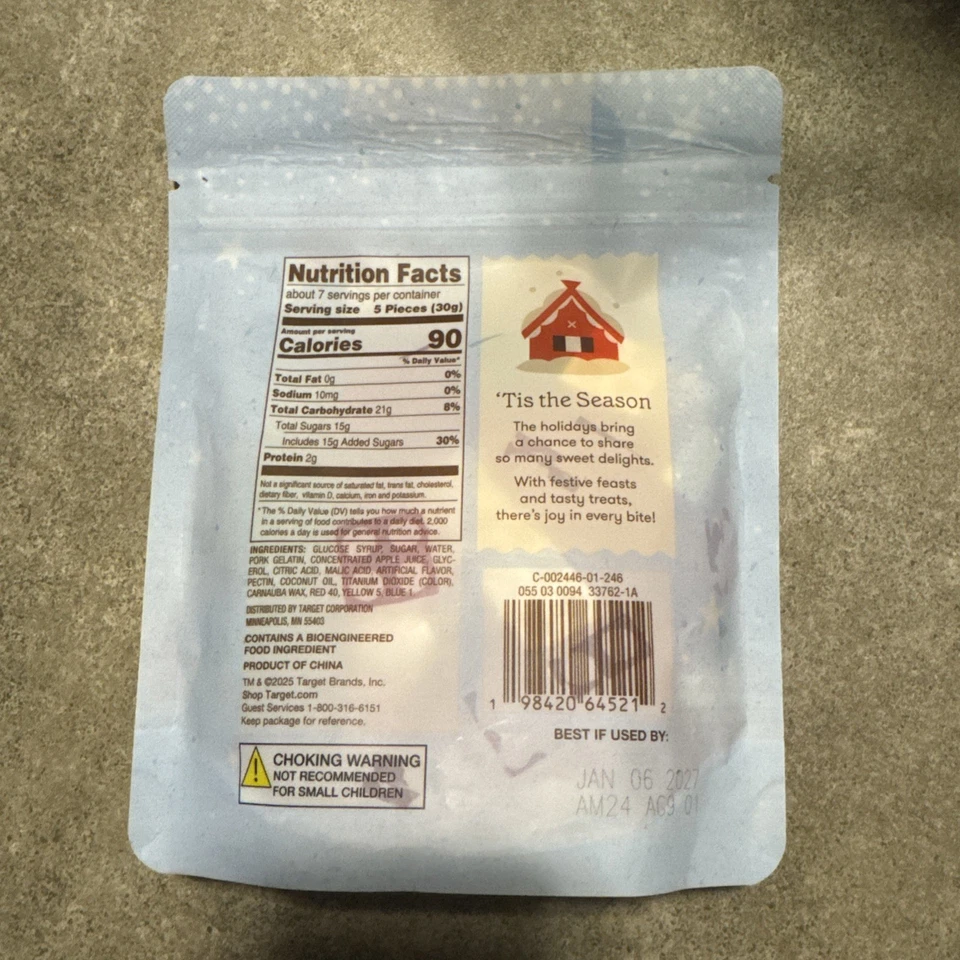 Nutrition Facts
about 7 servings per container
Serving size 5 Pieces (30g)
Amount per serving
Calories 90
% Daily Value*
Total Fat 0g 0%
Sodium 10mg 0%
Total Carbohydrate 21g 8%
Total Sugars 15g
Includes 15g Added Sugars 30%
Protein 2g
Not a significant source of saturated fat, trans fat, cholesterol,
dietary fiber, vitamin D, calcium, iron and potassium.
*The % Daily Value (DV) tells you how much a nutrient
in a serving of food contributes to a daily diet. 2,000
calories a day is used for general nutrition advice.
INGREDIENTS: GLUCOSE SYRUP, SUGAR, WATER,
PORK GELATIN, CONCENTRATED APPLE JUICE, GLYC-
EROL, CITRIC ACID, MALIC ACID, ARTIFICIAL FLAVOR,
PECTIN, COCONUT OIL, TITANIUM DIOXIDE (COLOR),
CARNAUBA WAX, RED 40, YELLOW 5, BLUE 1.
DISTRIBUTED BY TARGET CORPORATION
MINNEAPOLIS, MN 55403
CONTAINS A BIOENGINEERED
FOOD INGREDIENT
PRODUCT OF CHINA
TM & ©2025 Target Brands, Inc.
Shop Target.com
Guest Services 1-800-316-6151
Keep package for reference.
CHOKING WARNING
NOT RECOMMENDED
FOR SMALL CHILDREN
‘Tis the Season
The holidays bring
a chance to share
so many sweet delights.
With festive feasts
and tasty treats,
there's joy in every bite!
C-002446-01-246
055 03 0094 33762-1A
1 98420 64521 2
BEST IF USED BY:
JAN 06 2027
AM24 AG9 01